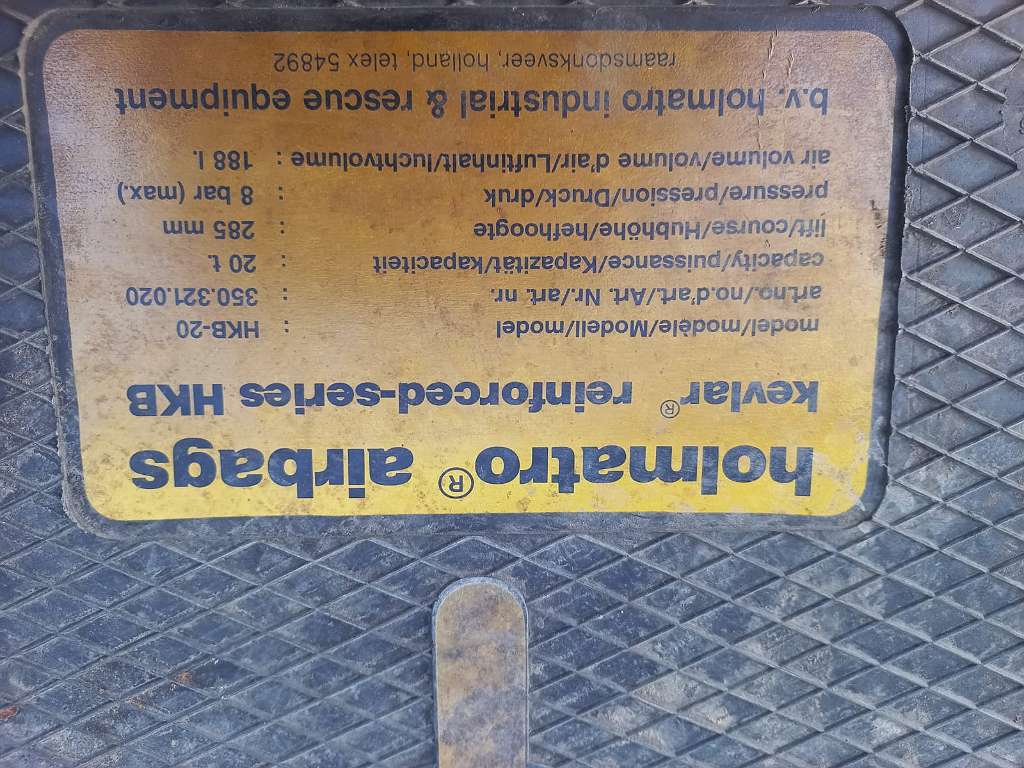 holmatro® airbags
kevlar® reinforced-series HKB
model/modèle/Modell/model : HKB-20
art.no./no.d'art./Art. Nr./art. nr. : 350.321.020
capacity/puissance/Kapazität/kapaciteit : 20 t.
lift/course/Hubhöhe/hefhoogte : 285 mm
pressure/pression/Druck/druk : 8 bar (max.)
air volume/volume d'air/Luftinhalt/luchtvolume : 188 l.
b.v. holmatro industrial & rescue equipment
raamsdonksveer, holland, telex 54892